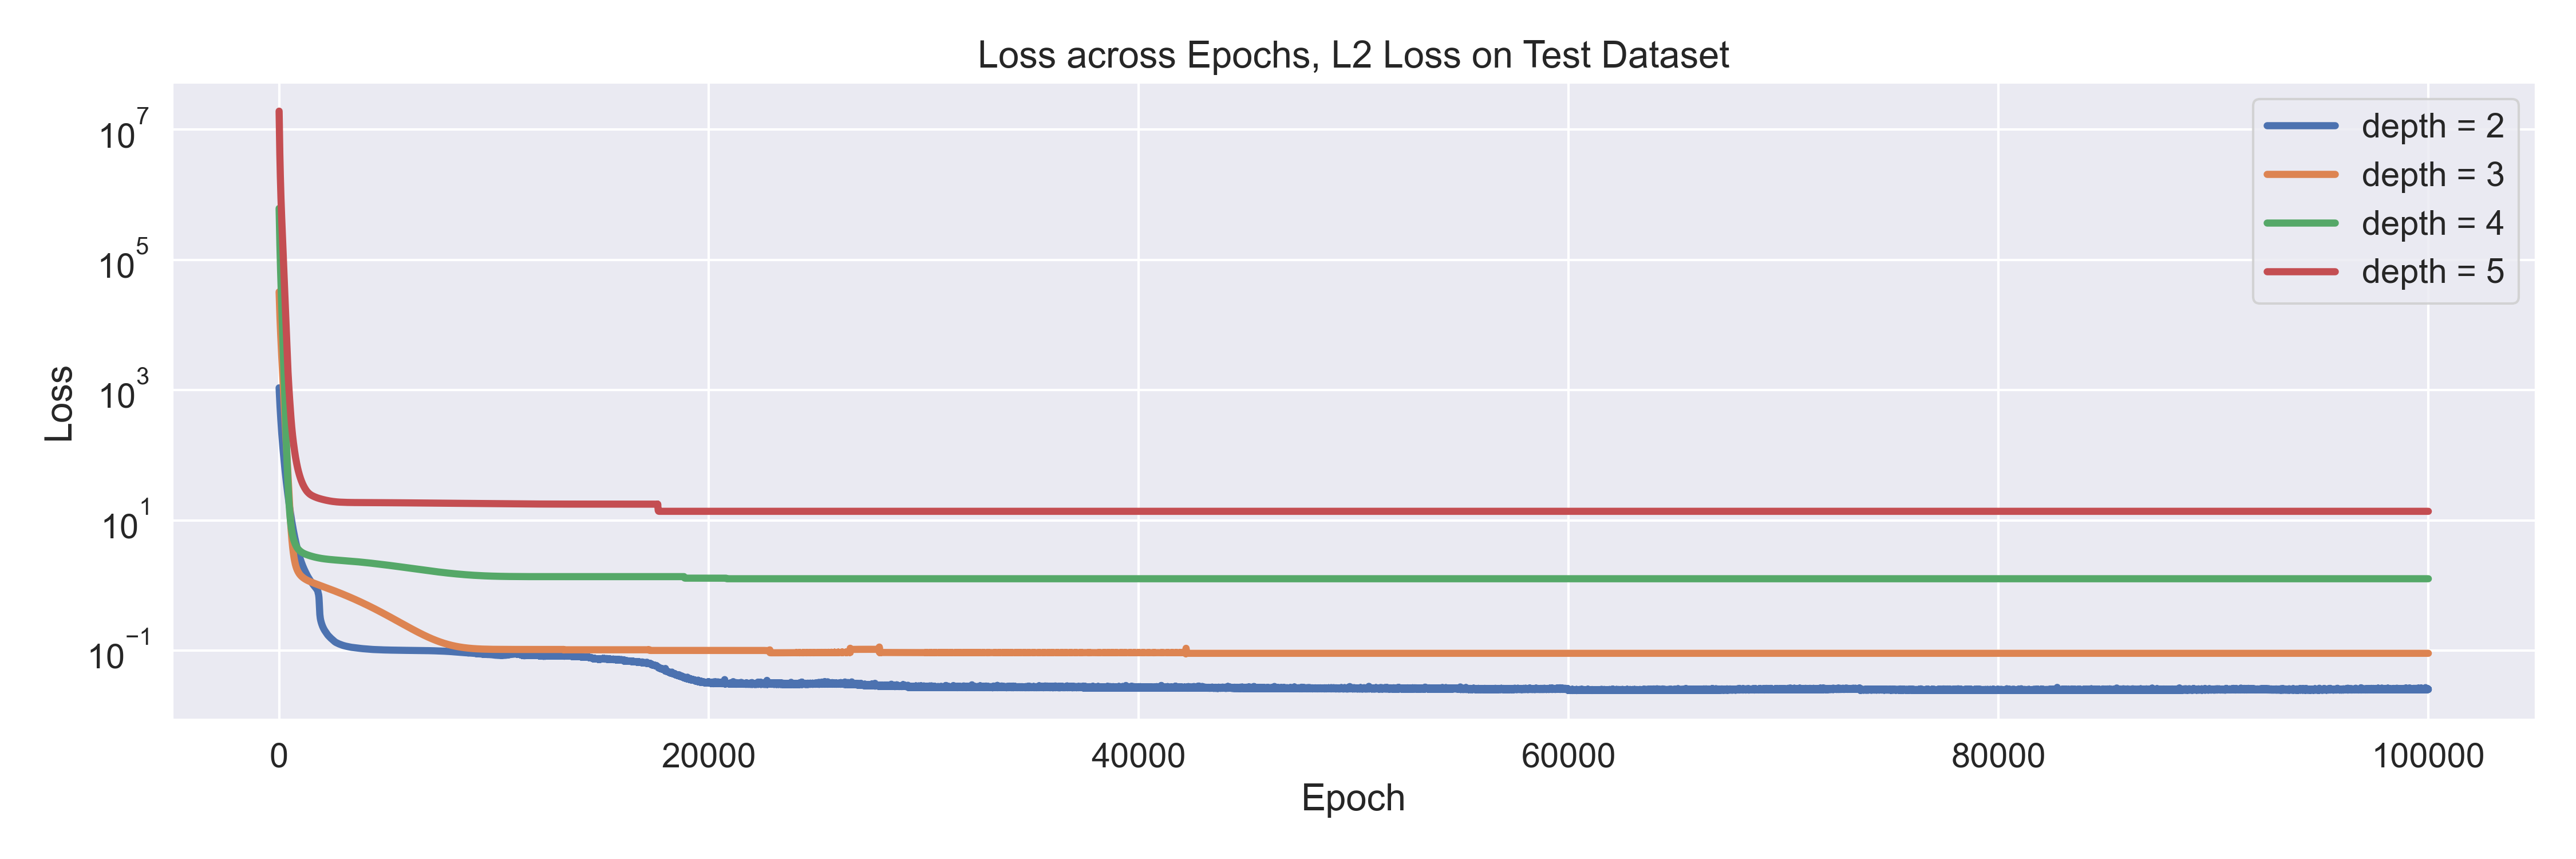 Loss across Epochs, L2 Loss on Test Dataset
10^7
10^5
10^3
10^1
10^−1
Loss
depth = 2
depth = 3
depth = 4
depth = 5
0 20000 40000 60000 80000 100000
Epoch